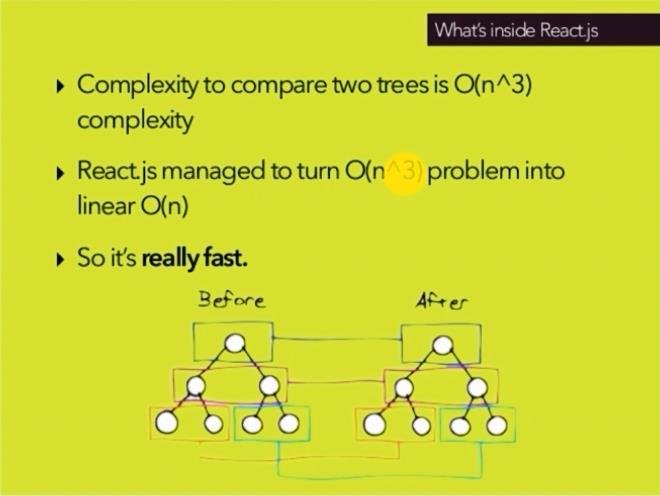 What's inside React.js
Complexity to compare two trees is O(n^3)
complexity
React.js managed to turn O(n^3) problem into
linear O(n)
So it's really fast.
Before After